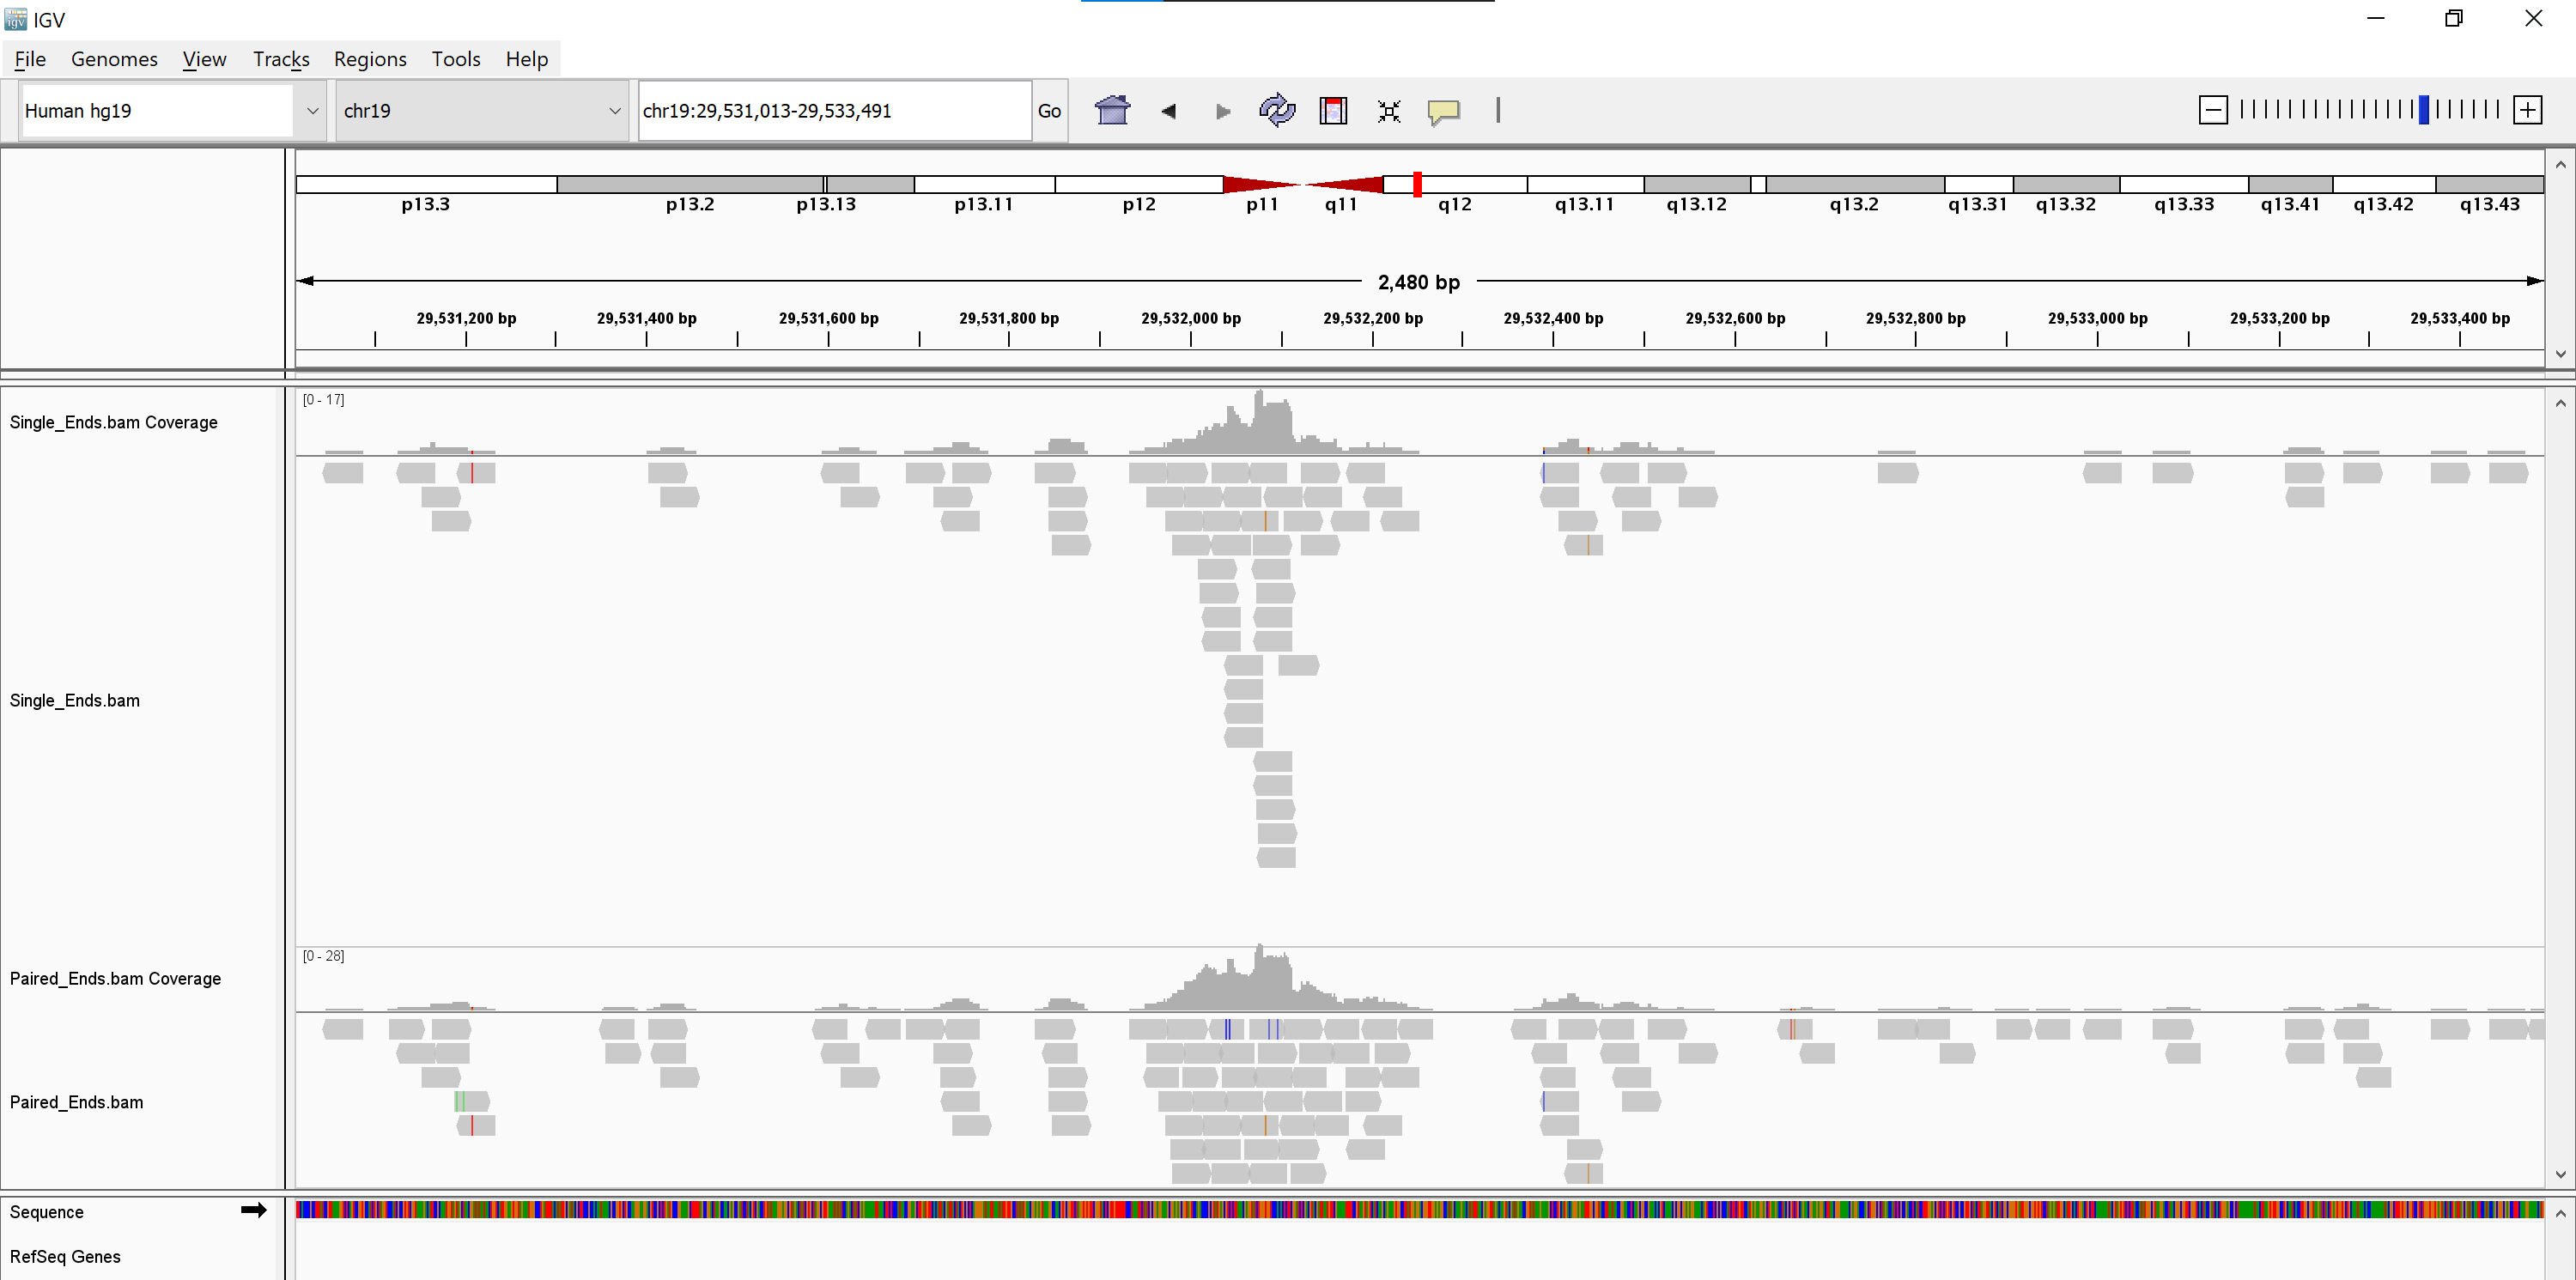 IGV
File Genomes View Tracks Regions Tools Help
Human hg19 chr19 chr19:29,531,013-29,533,491 Go
p13.3 p13.2 p13.13 p13.11 p12 p11 q11 q12 q13.11 q13.12 q13.2 q13.31 q13.32 q13.33 q13.41 q13.42 q13.43
2,480 bp
29,531,200 bp 29,531,400 bp 29,531,600 bp 29,531,800 bp 29,532,000 bp 29,532,200 bp 29,532,400 bp 29,532,600 bp 29,532,800 bp 29,533,000 bp 29,533,200 bp 29,533,400 bp
[0 - 17]
Single_Ends.bam Coverage
Single_Ends.bam
[0 - 28]
Paired_Ends.bam Coverage
Paired_Ends.bam
Sequence
RefSeq Genes